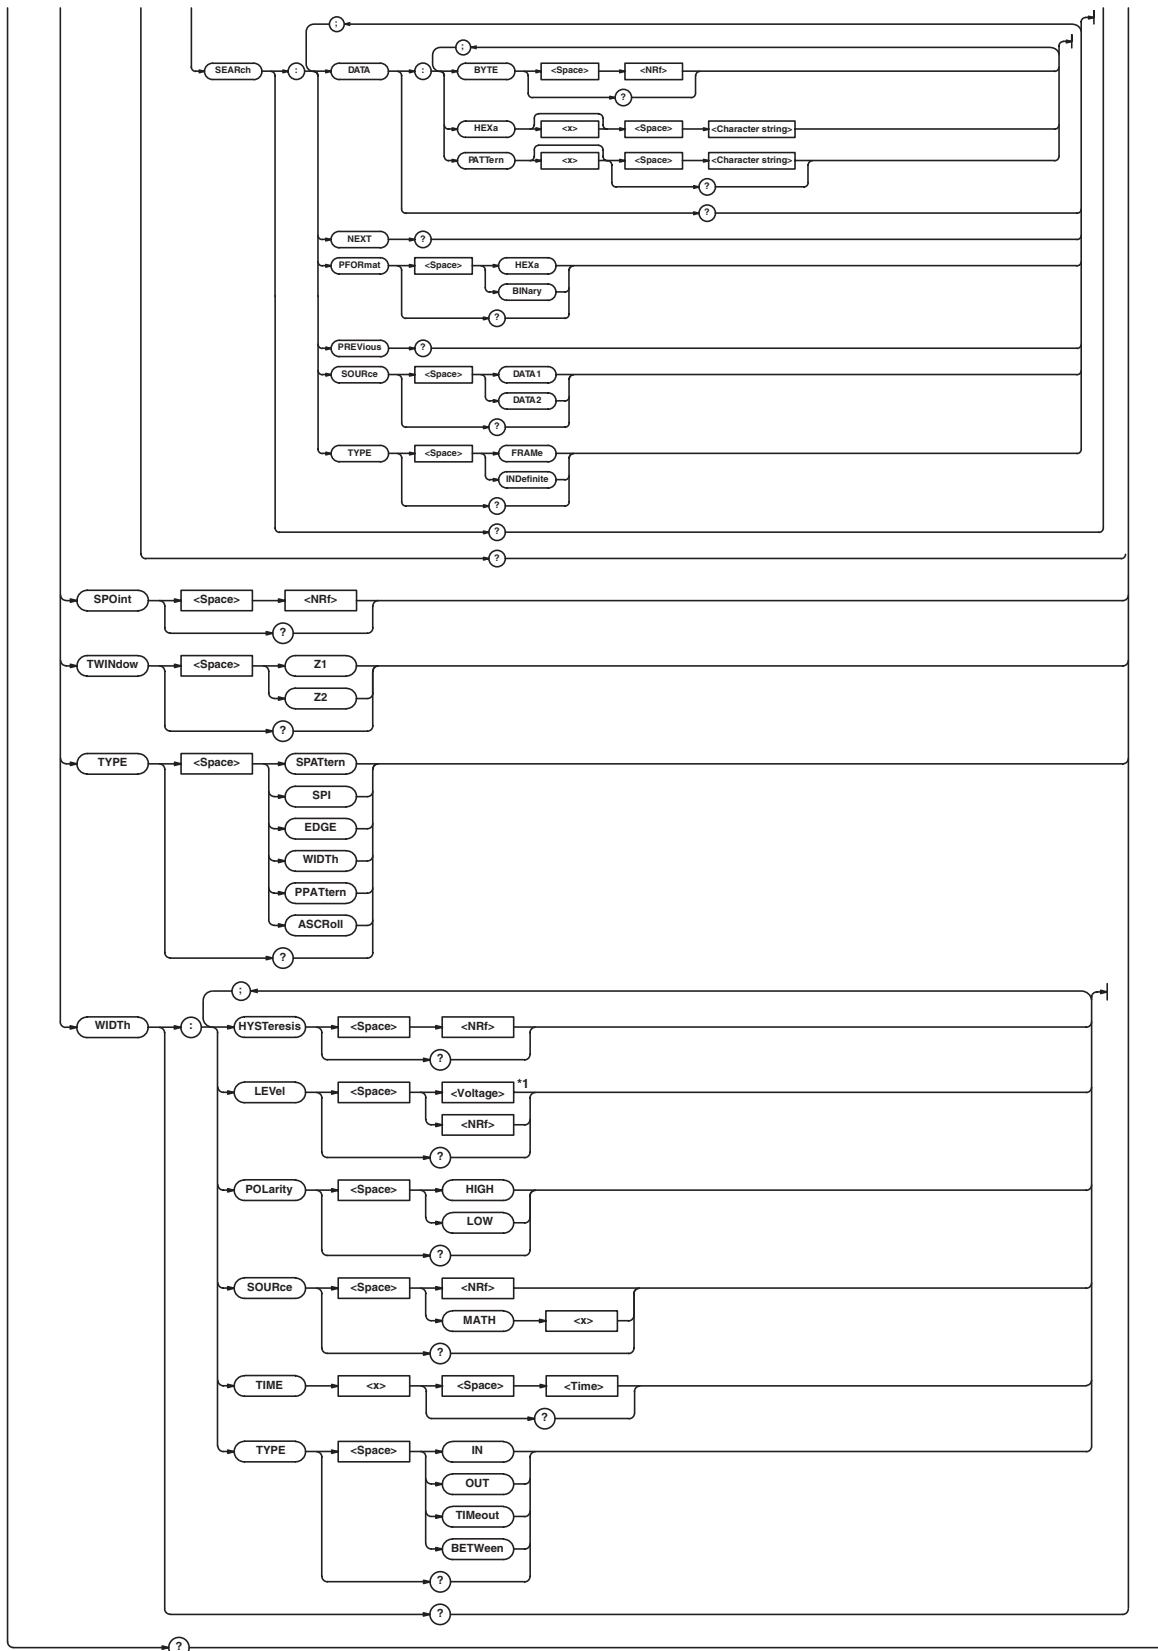 ;
;
SEARch : DATA : BYTE <Space> <NRf>
?
HEXa <x> <Space> <Character string>
PATTern <x> <Space> <Character string>
?
?
NEXT ?
PFORmat <Space> HEXa
BINary
?
PREVious ?
SOURce <Space> DATA1
DATA2
?
TYPE <Space> FRAMe
INDefinite
?
?
?
SPOint <Space> <NRf>
?
TWINdow <Space> Z1
Z2
?
TYPE <Space> SPATtern
SPI
EDGE
WIDTh
PPATtern
ASCRoll
?
;
WIDTh : HYSTeresis <Space> <NRf>
?
LEVel <Space> <Voltage> *1
<NRf>
?
POLarity <Space> HIGH
LOW
?
SOURce <Space> <NRf>
MATH <x>
?
TIME <x> <Space> <Time>
?
TYPE <Space> IN
OUT
TIMeout
BETWeen
?
?
?